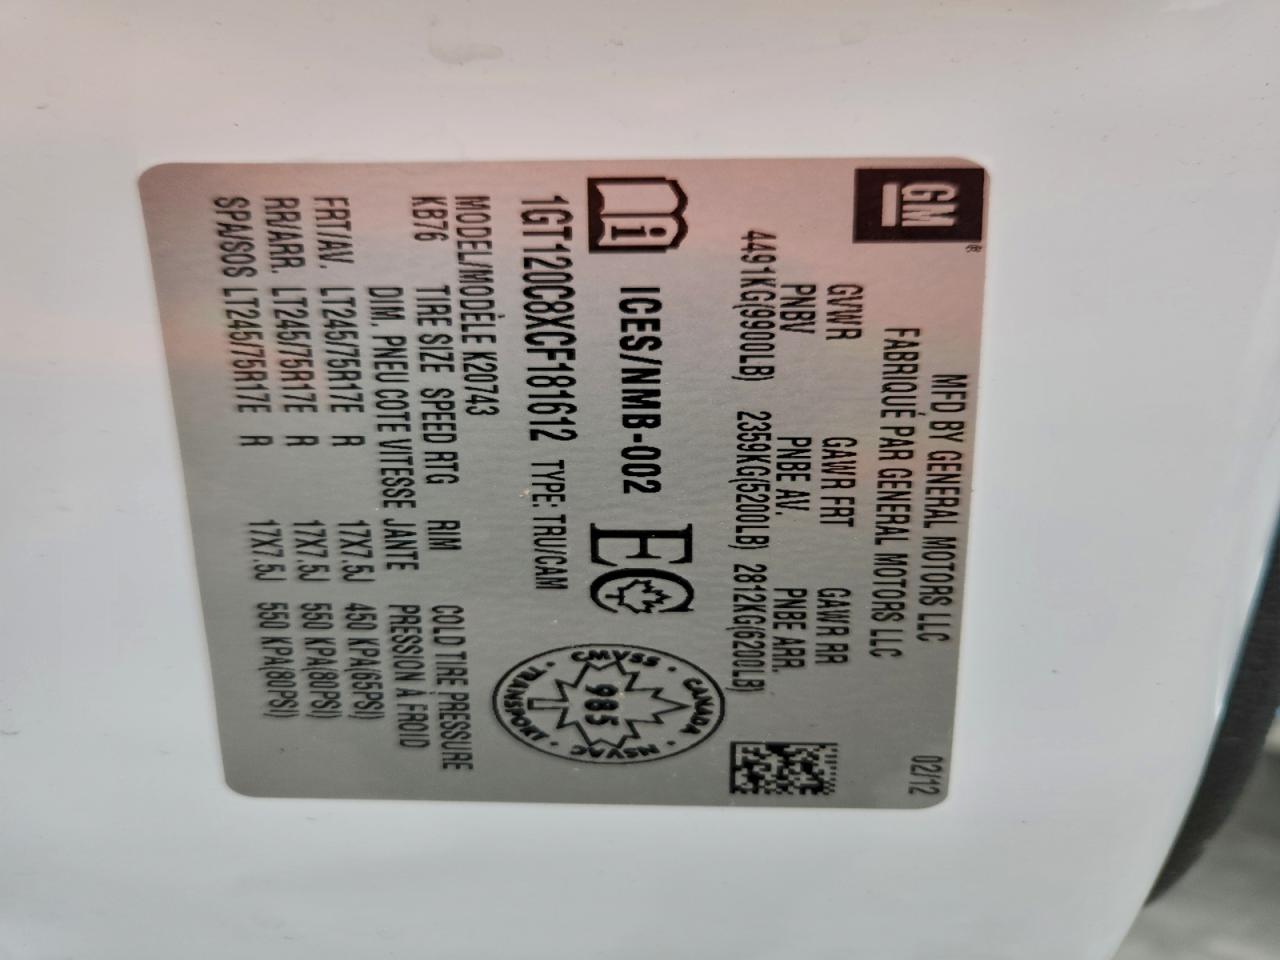 GM®
MFD BY GENERAL MOTORS LLC 02/12
FABRIQUÉ PAR GENERAL MOTORS LLC
GVWR GAWR FRT GAWR RR
PNBV PNBE AV. PNBE ARR.
4491KG(9900LB) 2359KG(5200LB) 2812KG(6200LB)
i ICES/NMB-002 EC
CANADA · CMVSS · TRANSPORT · NSVAC
985
1GT120C8XCF181612 TYPE: TRU/CAM
MODEL/MODÈLE K20743
KB76 TIRE SIZE SPEED RTG RIM COLD TIRE PRESSURE
DIM. PNEU COTE VITESSE JANTE PRESSION À FROID
FRT/AV. LT245/75R17E R 17X7.5J 450 KPA(65PSI)
RR/ARR. LT245/75R17E R 17X7.5J 550 KPA(80PSI)
SPA/SOS LT245/75R17E R 17X7.5J 550 KPA(80PSI)